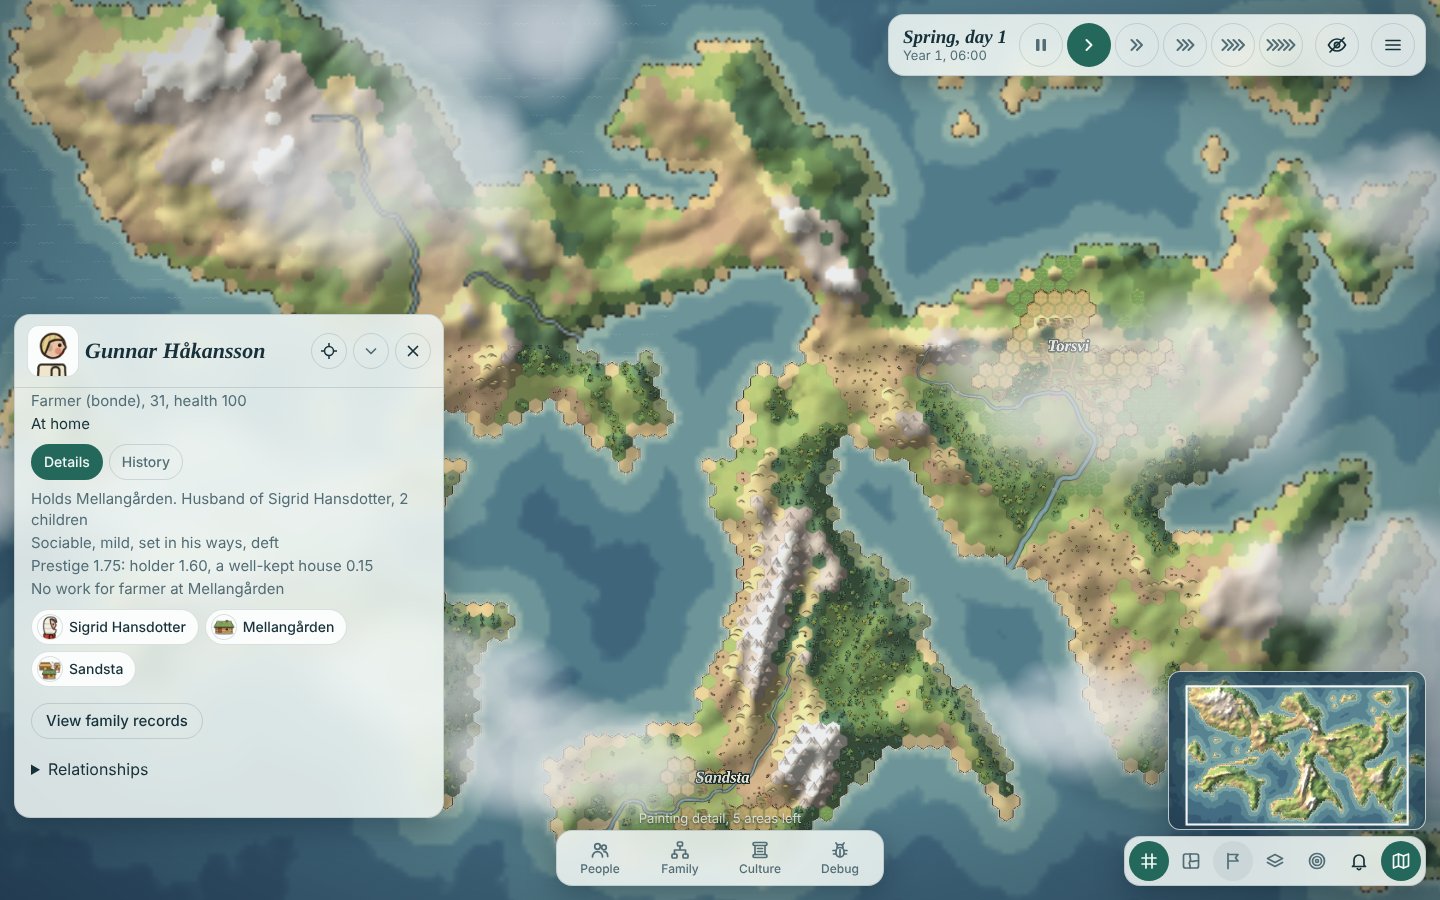 Spring, day 1
Year 1, 06:00
Torsvi
Gunnar Håkansson
Farmer (bonde), 31, health 100
At home
Details
History
Holds Mellangården. Husband of Sigrid Hansdotter, 2
children
Sociable, mild, set in his ways, deft
Prestige 1.75: holder 1.60, a well-kept house 0.15
No work for farmer at Mellangården
Sigrid Hansdotter
Mellangården
Sandsta
View family records
Relationships
Sandsta
Painting detail, 5 areas left
People
Family
Culture
Debug